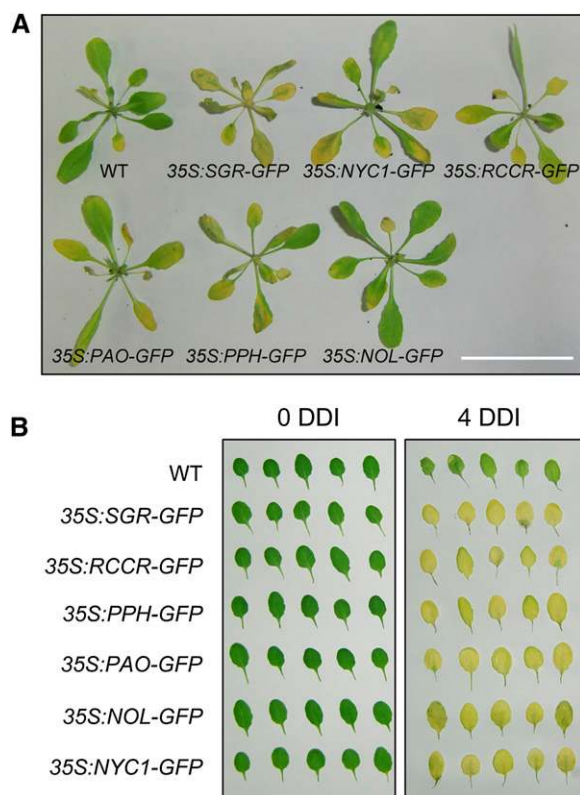 A
WT
35S:SGR-GFP
35S:NYC1-GFP
35S:RCCR-GFP
35S:PAO-GFP
35S:PPH-GFP
35S:NOL-GFP
B
0 DDI
4 DDI
WT
35S:SGR-GFP
35S:RCCR-GFP
35S:PPH-GFP
35S:PAO-GFP
35S:NOL-GFP
35S:NYC1-GFP